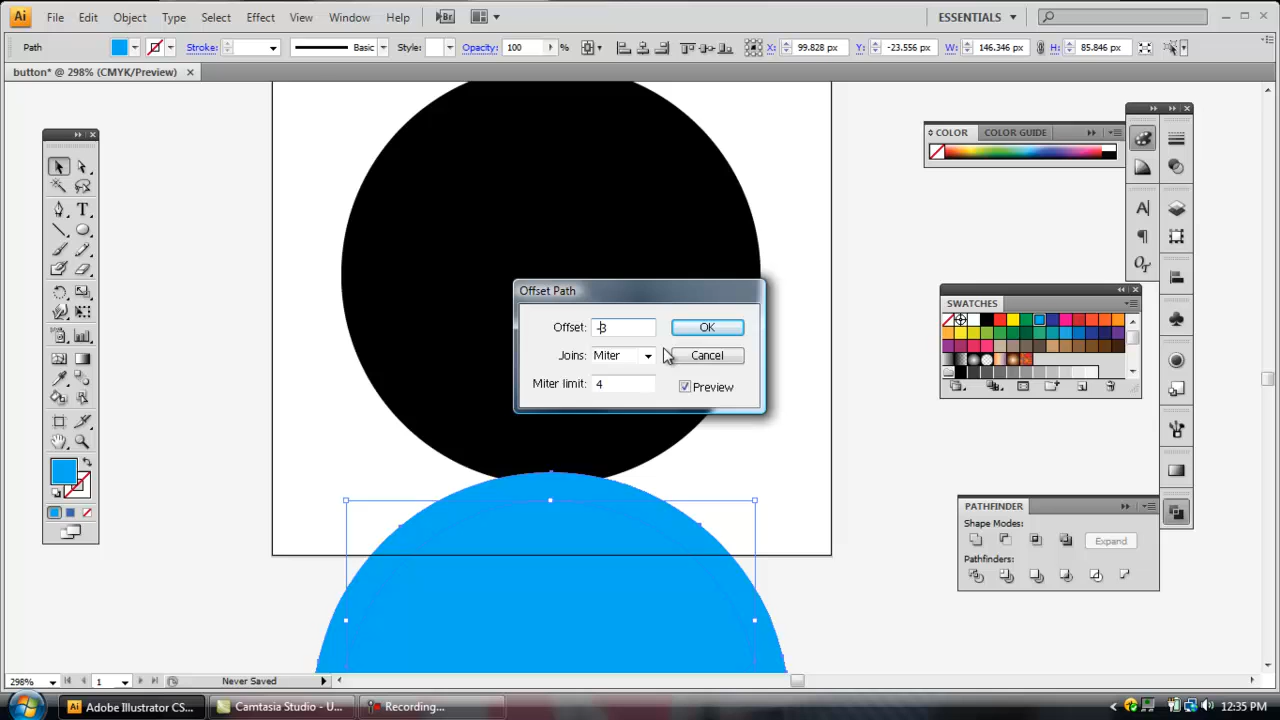 Ai File Edit Object Type Select Effect View Window Help Br ESSENTIALS
Path Stroke: Basic Style: Opacity: 100 % X: 99.828 px Y: -23.556 px W: 146.346 px H: 85.846 px
button* @ 298% (CMYK/Preview)
COLOR COLOR GUIDE
Offset Path
Offset: -3 OK
Joins: Miter Cancel
Miter limit: 4 Preview
SWATCHES
PATHFINDER
Shape Modes:
Expand
Pathfinders:
298% 1 Never Saved
Ai Adobe Illustrator CS... Camtasia Studio - U... Recording... 12:35 PM